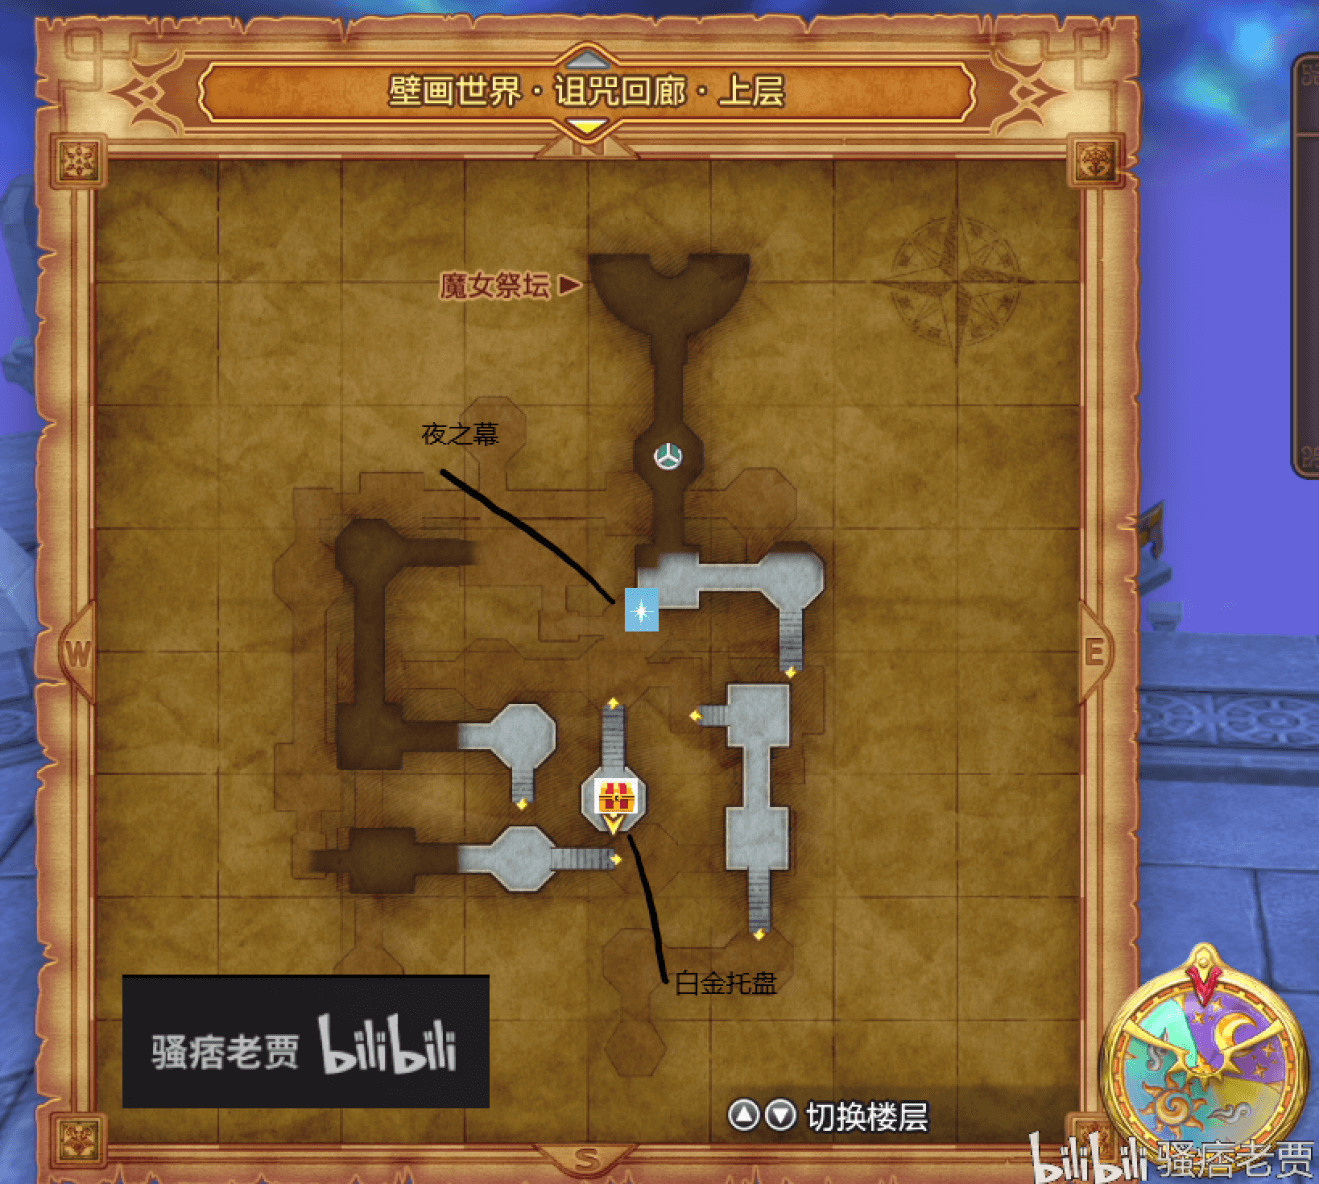 壁画世界·诅咒回廊·上层
N
魔女祭坛
夜之幕
W
E
白金托盘
骚痞老贾 bilibili
切换楼层
S
bilibili 骚痞老贾